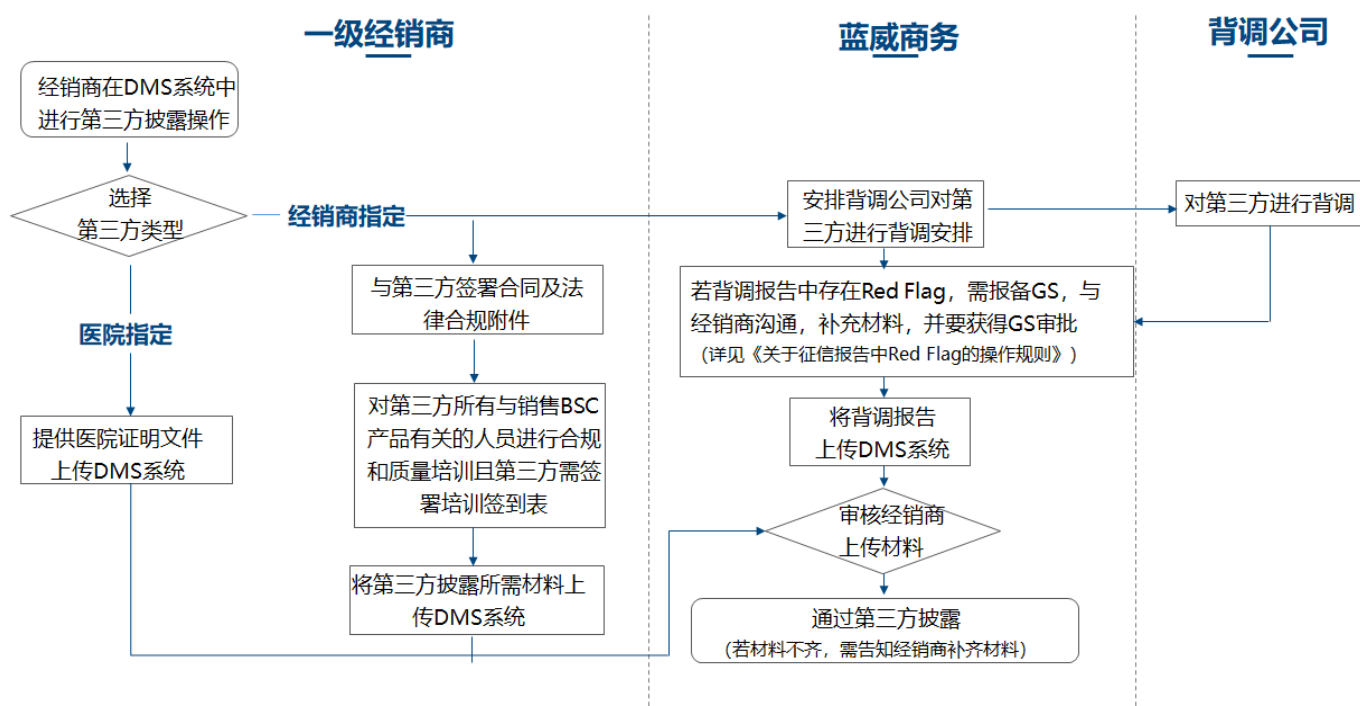 一级经销商
蓝威商务
背调公司
经销商在DMS系统中
进行第三方披露操作
选择
第三方类型
经销商指定
安排背调公司对第
三方进行背调安排
对第三方进行背调
与第三方签署合同及法
律合规附件
若背调报告中存在Red Flag，需报备GS，与
经销商沟通，补充材料，并要获得GS审批
（详见《关于征信报告中Red Flag的操作规则》）
医院指定
对第三方所有与销售BSC
产品有关的人员进行合规
和质量培训且第三方需签
署培训签到表
将背调报告
上传DMS系统
提供医院证明文件
上传DMS系统
审核经销商
上传材料
将第三方披露所需材料上
传DMS系统
通过第三方披露
（若材料不齐，需告知经销商补齐材料）